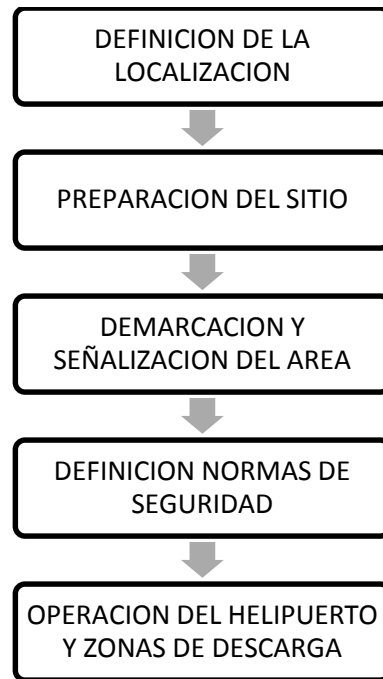 DEFINICION DE LA
LOCALIZACION
PREPARACION DEL SITIO
DEMARCACION Y
SEÑALIZACION DEL AREA
DEFINICION NORMAS DE
SEGURIDAD
OPERACION DEL HELIPUERTO
Y ZONAS DE DESCARGA